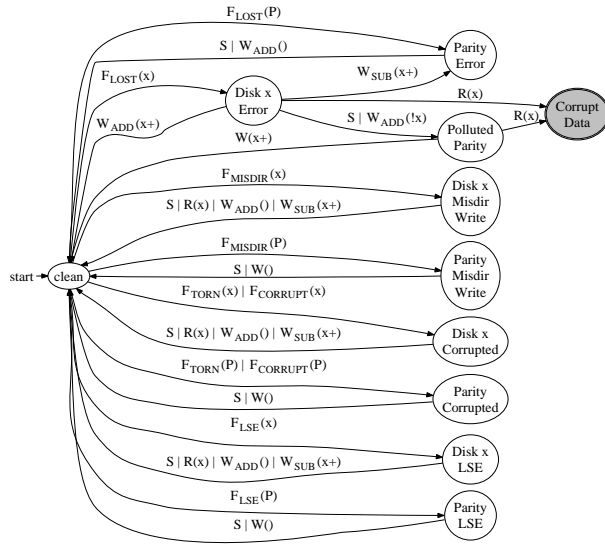 F_LOST(P)
S | W_ADD()
Parity
Error
F_LOST(x)
W_SUB(x+)
Disk x
Error
R(x)
Corrupt
Data
W_ADD(x+)
S | W_ADD(!x)
R(x)
W(x+)
Polluted
Parity
F_MISDIR(x)
Disk x
Misdir
Write
S | R(x) | W_ADD() | W_SUB(x+)
F_MISDIR(P)
Parity
Misdir
Write
start
clean
S | W()
F_TORN(x) | F_CORRUPT(x)
Disk x
Corrupted
S | R(x) | W_ADD() | W_SUB(x+)
F_TORN(P) | F_CORRUPT(P)
Parity
Corrupted
S | W()
F_LSE(x)
Disk x
LSE
S | R(x) | W_ADD() | W_SUB(x+)
F_LSE(P)
Parity
LSE
S | W()